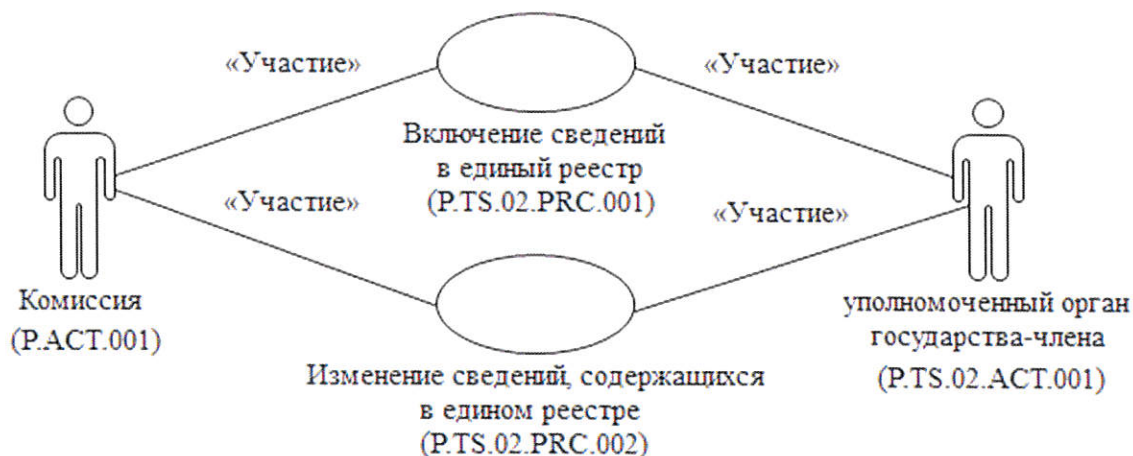 «Участие»
«Участие»
Включение сведений
в единый реестр
(P.TS.02.PRC.001)
«Участие»
«Участие»
Комиссия
(P.ACT.001)
уполномоченный орган
государства-члена
(P.TS.02.ACT.001)
Изменение сведений, содержащихся
в едином реестре
(P.TS.02.PRC.002)